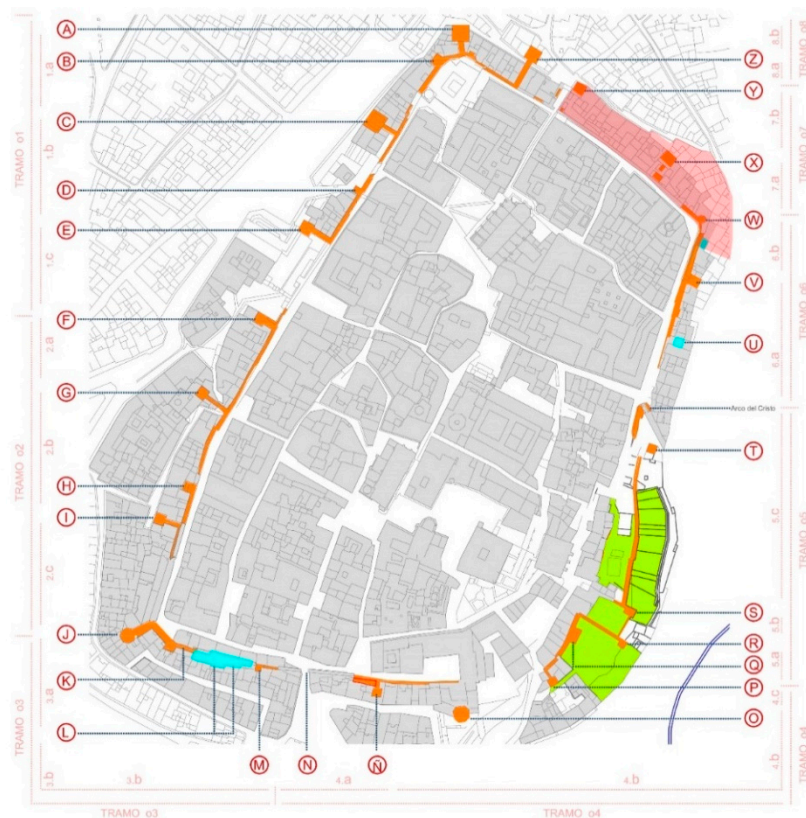 A
B
C
D
E
F
G
H
I
J
K
L
M
N
Ñ
O
P
Q
R
S
T
Arco del Cristo
U
V
W
X
Y
Z
TRAMO o1
1.a
1.b
1.c
TRAMO o2
2.a
2.b
2.c
TRAMO o3
3.a
3.b
3.b
4.a
4.b
TRAMO o3
TRAMO o4
8.b
8.a
TRAMO o7
7.b
7.a
TRAMO o6
6.b
6.a
TRAMO o5
5.c
5.b
5.a
TRAMO o4
4.c
4.b